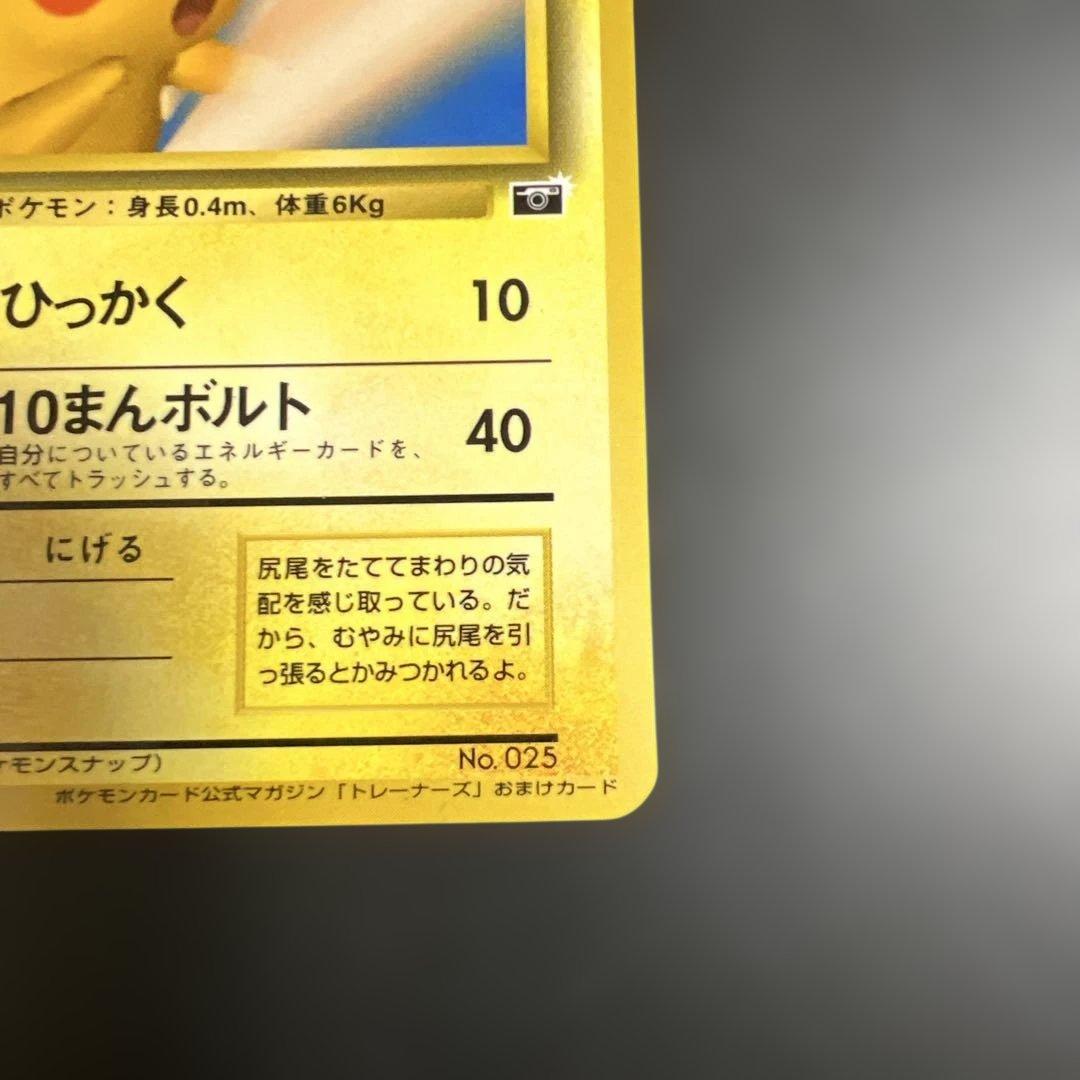 ポケモン：身長0.4m、体重6Kg
ひっかく 10
10まんボルト 40
自分についているエネルギーカードを、
すべてトラッシュする。
にげる
尻尾をたててまわりの気
配を感じ取っている。だ
から、むやみに尻尾を引
っ張るとかみつかれるよ。
No. 025
ケモンスナップ）
ポケモンカード公式マガジン「トレーナーズ」おまけカード